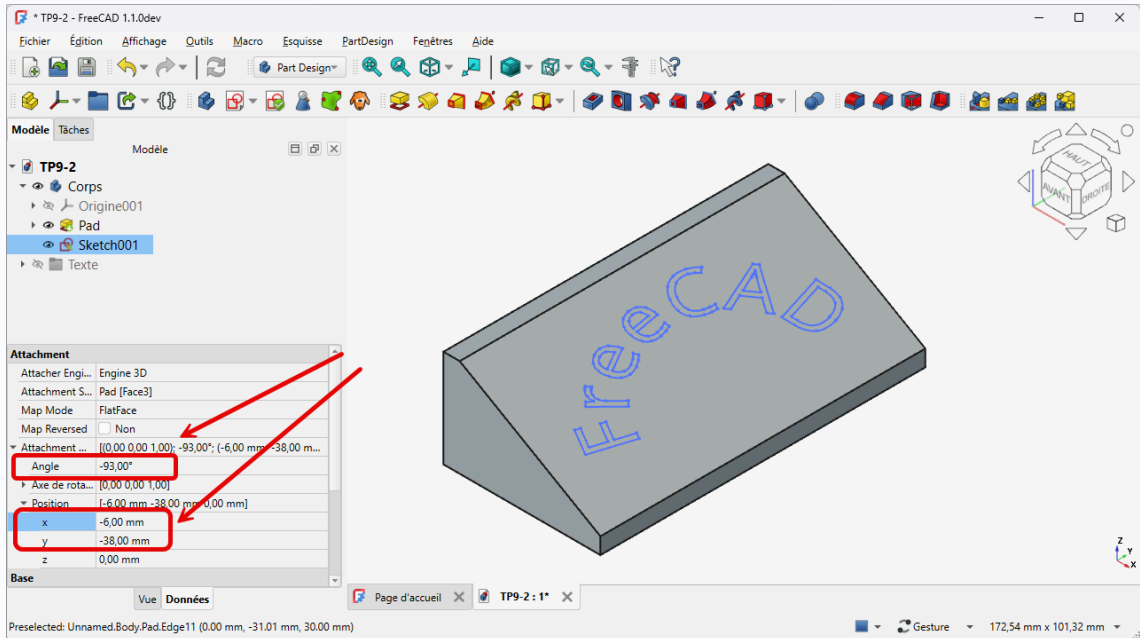 * TP9-2 - FreeCAD 1.1.0dev
Fichier Édition Affichage Outils Macro Esquisse PartDesign Fenêtres Aide
Part Design
Modèle Tâches
Modèle
TP9-2
Corps
Origine001
Pad
Sketch001
Texte
HAUT
AVANT
DROITE
FreeCAD
Attachment
Attacher Engi... Engine 3D
Attachment S... Pad [Face3]
Map Mode FlatFace
Map Reversed Non
Attachment ... [(0,00 0,00 1,00); -93,00°; (-6,00 mm -38,00 m...
Angle -93,00°
Axe de rota... [0,00 0,00 1,00]
Position [-6,00 mm -38,00 mm 0,00 mm]
x -6,00 mm
y -38,00 mm
z 0,00 mm
Base
Vue Données
Page d'accueil TP9-2 : 1*
Z
Y
X
Preselected: Unnamed.Body.Pad.Edge11 (0.00 mm, -31.01 mm, 30.00 mm)
Gesture 172,54 mm x 101,32 mm